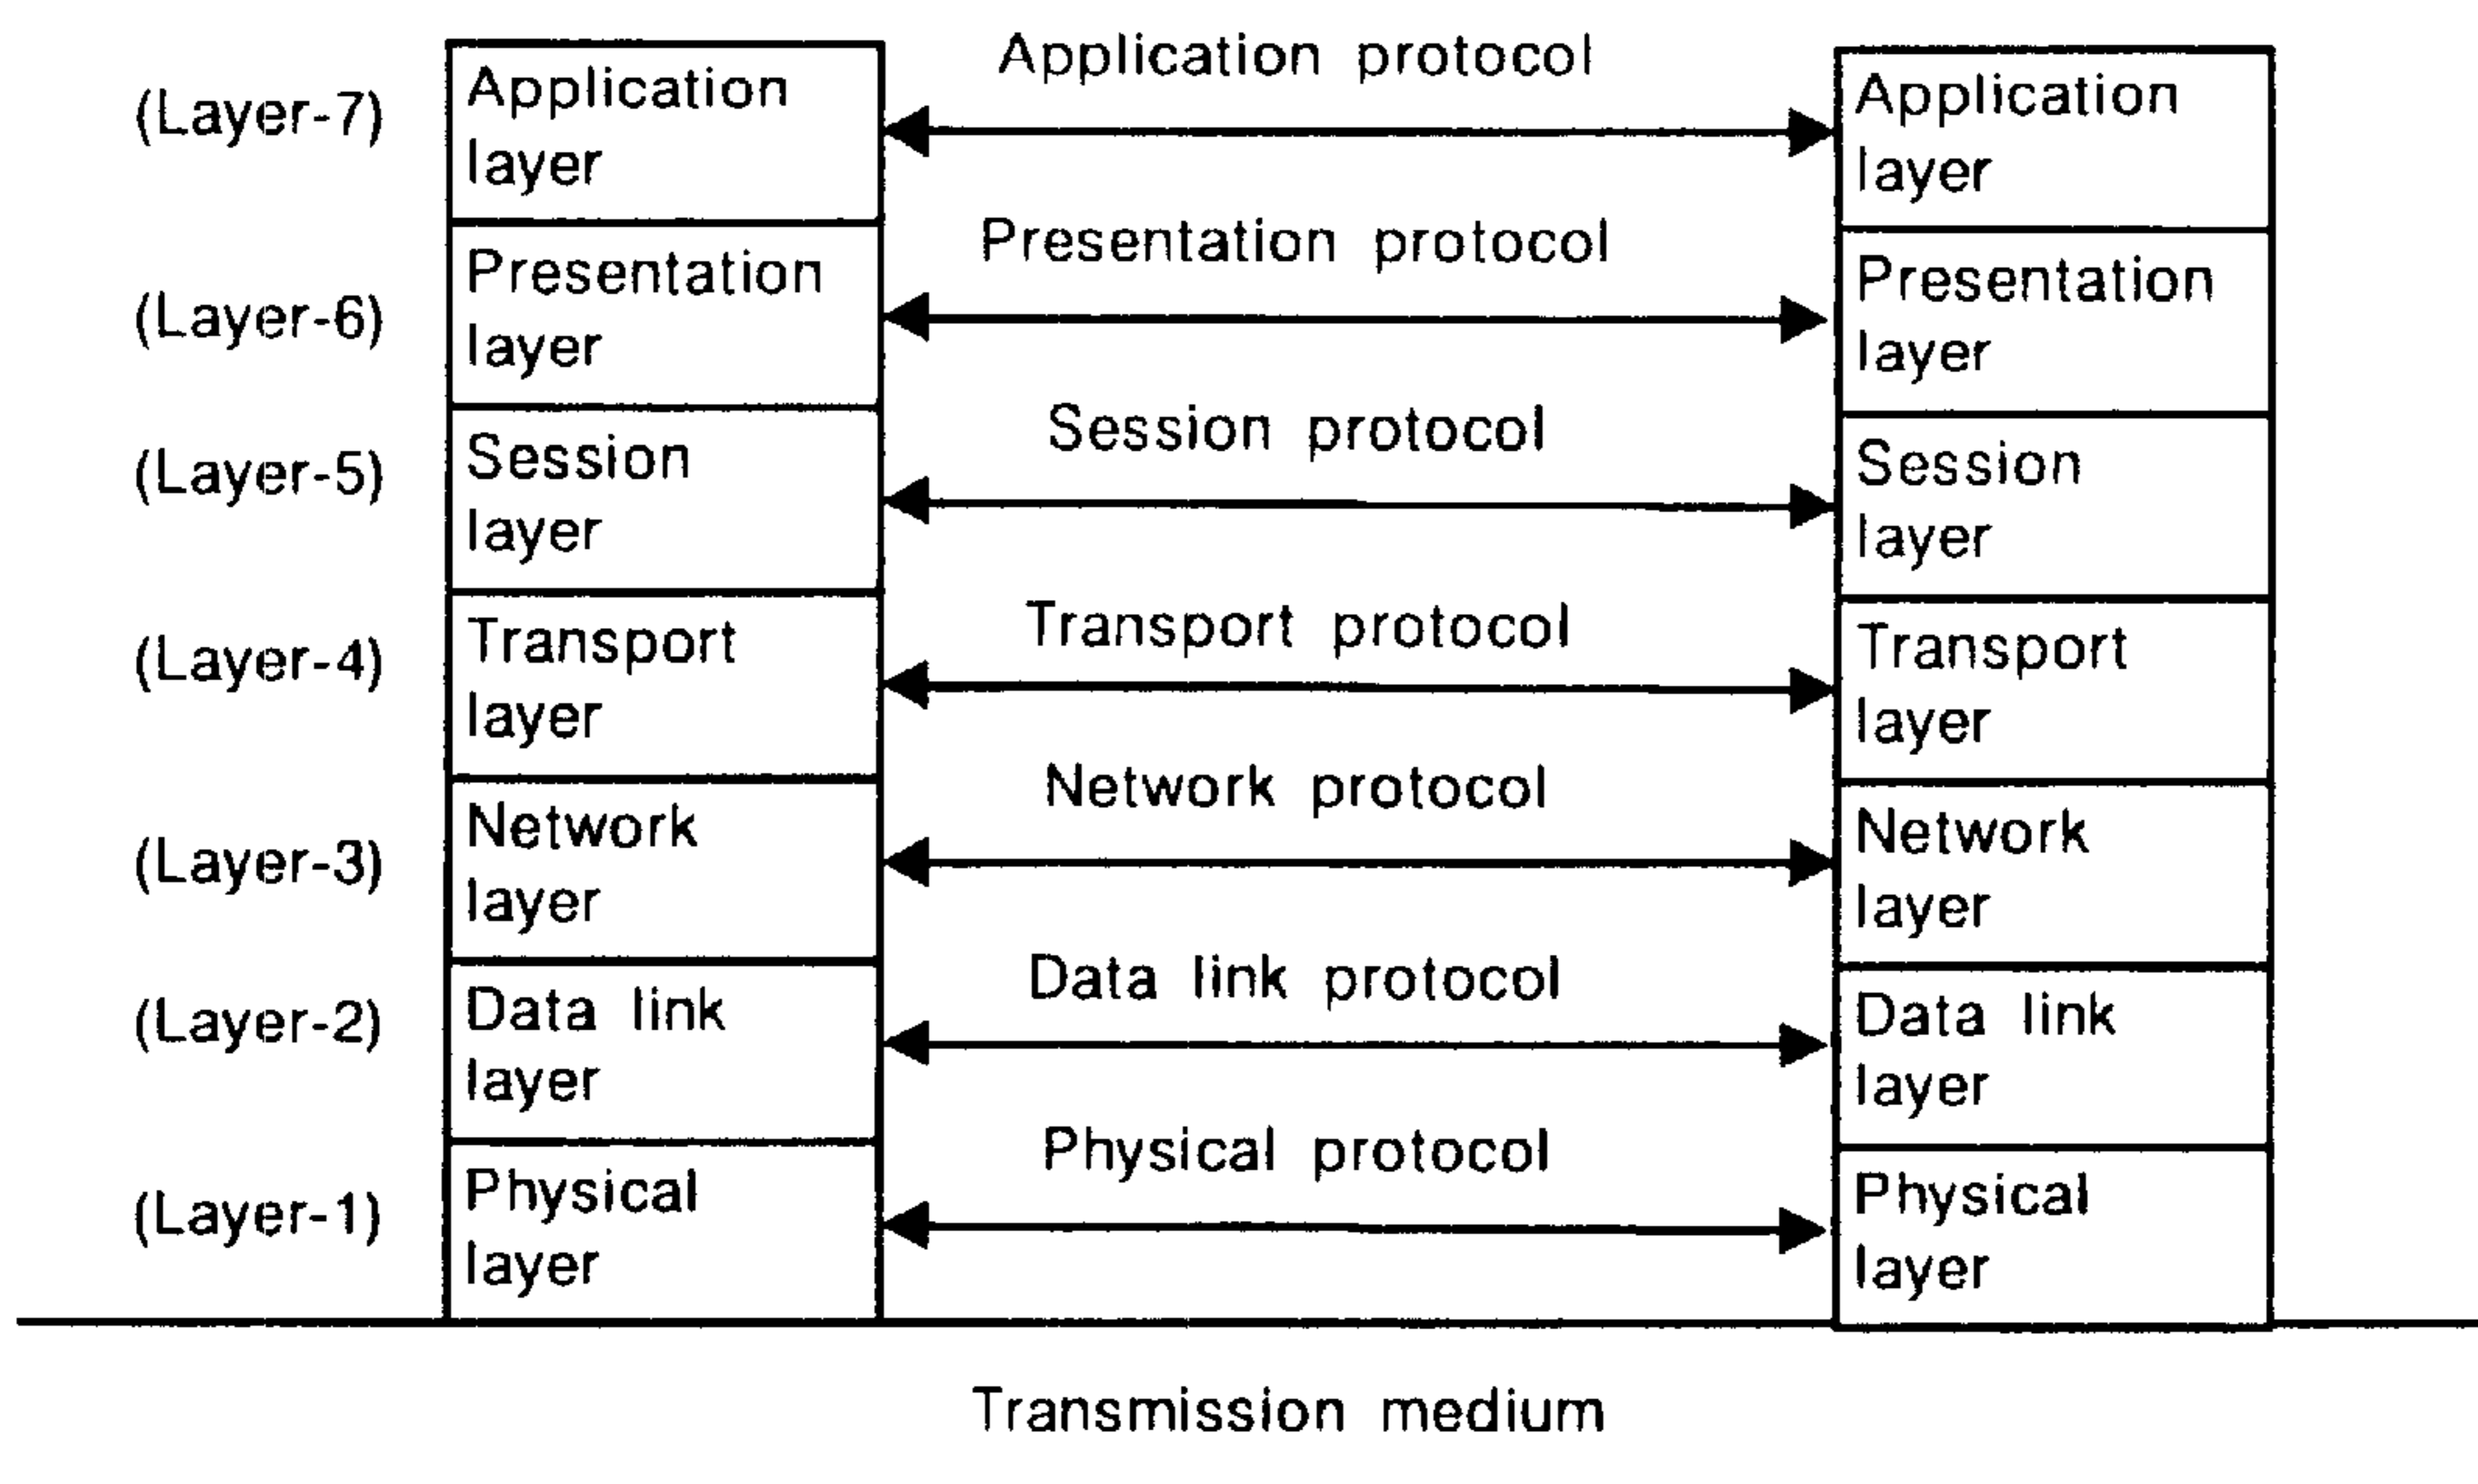 Application protocol
(Layer-7)
Application
layer
Application
layer
Presentation protocol
(Layer-6)
Presentation
layer
Presentation
layer
Session protocol
(Layer-5)
Session
layer
Session
layer
Transport protocol
(Layer-4)
Transport
layer
Transport
layer
Network protocol
(Layer-3)
Network
layer
Network
layer
Data link protocol
(Layer-2)
Data link
layer
Data link
layer
Physical protocol
(Layer-1)
Physical
layer
Physical
layer
Transmission medium